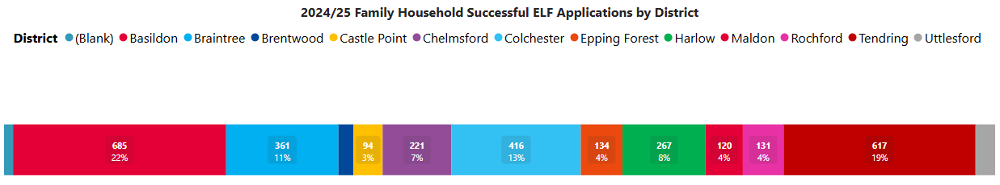 2024/25 Family Household Successful ELF Applications by District
District (Blank) Basildon Braintree Brentwood Castle Point Chelmsford Colchester Epping Forest Harlow Maldon Rochford Tendring Uttlesford
685 361 94 221 416 134 267 120 131 617
22% 11% 3% 7% 13% 4% 8% 4% 4% 19%